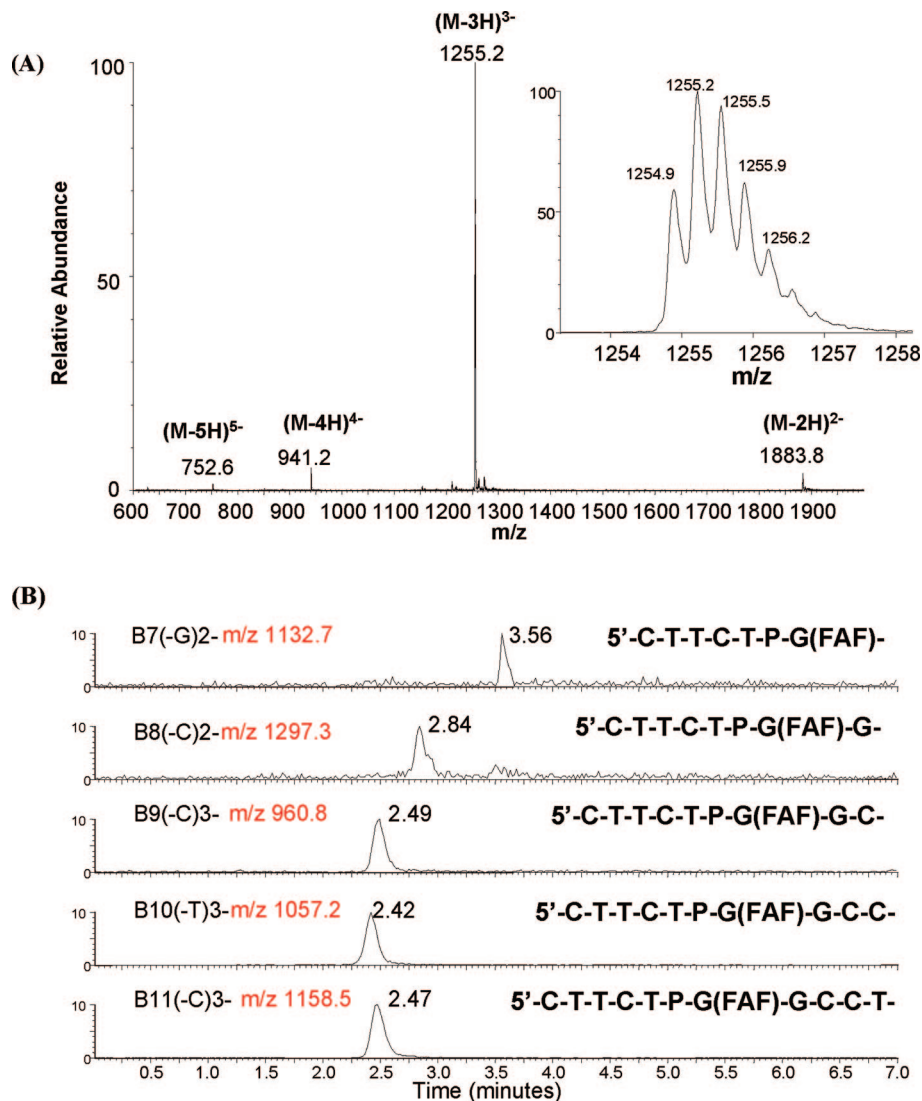 (A)
(M-3H)3-
1255.2
100
50
0
Relative Abundance
(M-5H)5-
752.6
(M-4H)4-
941.2
(M-2H)2-
1883.8
600 700 800 900 1000 1100 1200 1300 1400 1500 1600 1700 1800 1900
m/z
100
50
0
1255.2
1255.5
1254.9
1255.9
1256.2
1254 1255 1256 1257 1258
m/z
(B)
10
0
B7(-G)2- m/z 1132.7
3.56
5'-C-T-T-C-T-P-G(FAF)-
10
0
B8(-C)2- m/z 1297.3
2.84
5'-C-T-T-C-T-P-G(FAF)-G-
10
0
B9(-C)3- m/z 960.8
2.49
5'-C-T-T-C-T-P-G(FAF)-G-C-
10
0
B10(-T)3- m/z 1057.2
2.42
5'-C-T-T-C-T-P-G(FAF)-G-C-C-
10
0
B11(-C)3- m/z 1158.5
2.47
5'-C-T-T-C-T-P-G(FAF)-G-C-C-T-
0.5 1.0 1.5 2.0 2.5 3.0 3.5 4.0 4.5 5.0 5.5 6.0 6.5 7.0
Time (minutes)